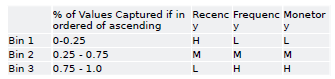 % of Values Captured if in Recenc Frequenc Monetor
ordered of ascending y y y
Bin 1 0-0.25 H L L
Bin 2 0.25 - 0.75 M M M
Bin 3 0.75 - 1.0 L H H